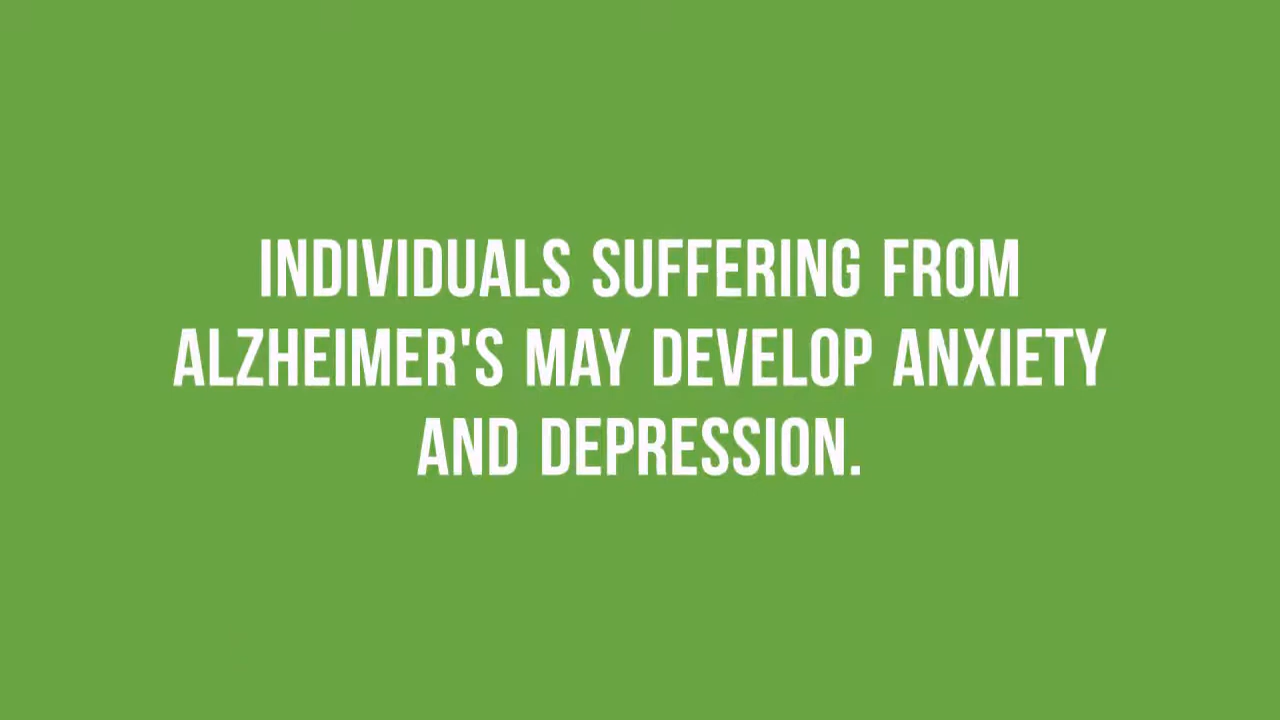 INDIVIDUALS SUFFERING FROM
ALZHEIMER'S MAY DEVELOP ANXIETY
AND DEPRESSION.